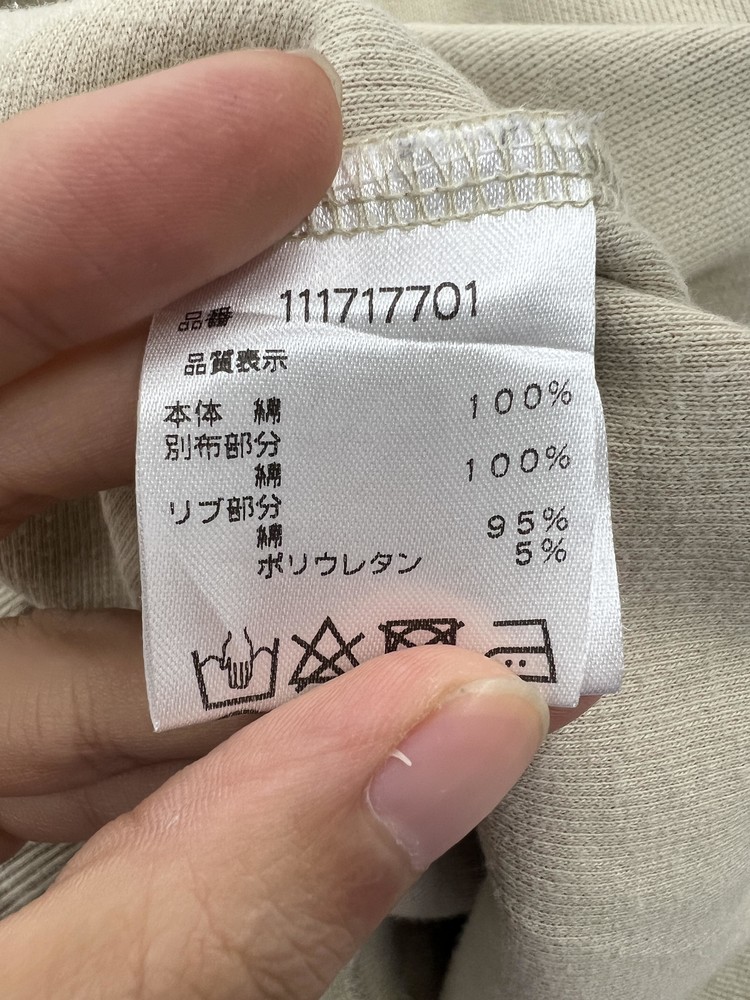 品番 111717701
品質表示
本体 綿 100%
別布部分
綿 100%
リブ部分
綿 95%
ポリウレタン 5%